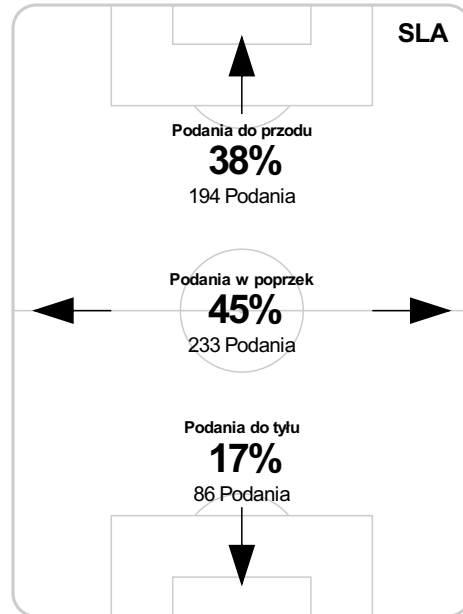 SLA
Podania do przodu
38%
194 Podania
Podania w poprzek
45%
233 Podania
Podania do tyłu
17%
86 Podania